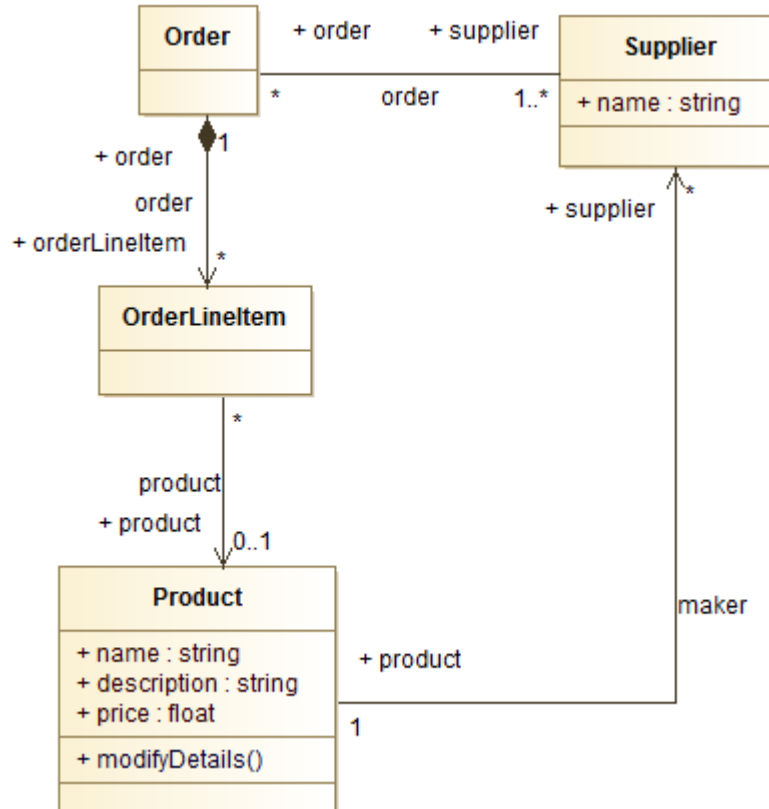 Order
+ order
+ supplier
Supplier
*
order
1..*
+ name : string
1
+ order
order
+ orderLineItem
*
*
+ supplier
OrderLineItem
*
product
+ product
0..1
Product
+ name : string
+ description : string
+ price : float
+ modifyDetails()
+ product
1
maker